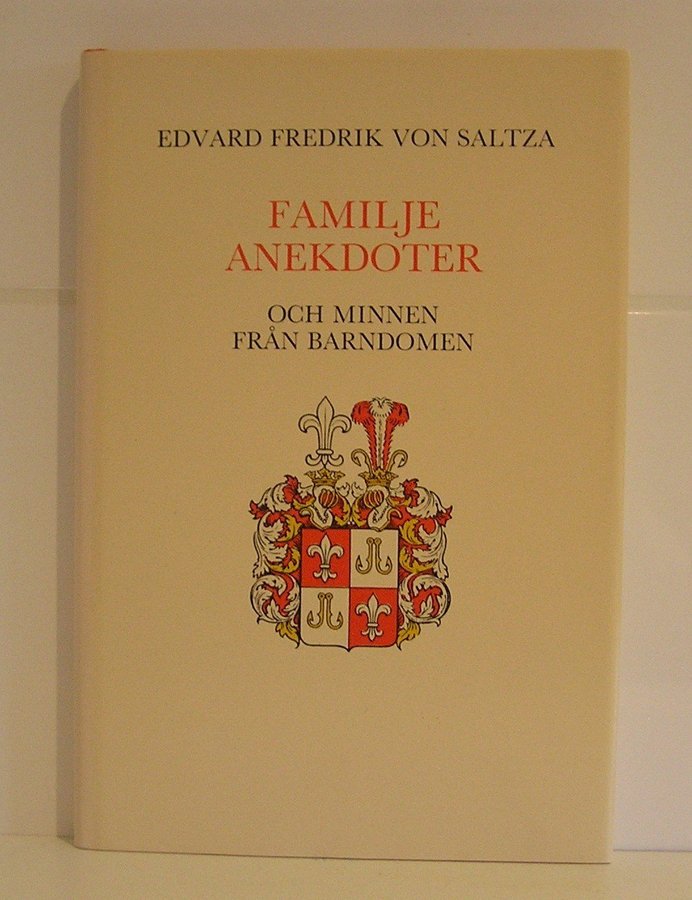 EDVARD FREDRIK VON SALTZA
FAMILJE
ANEKDOTER
OCH MINNEN
FRÅN BARNDOMEN